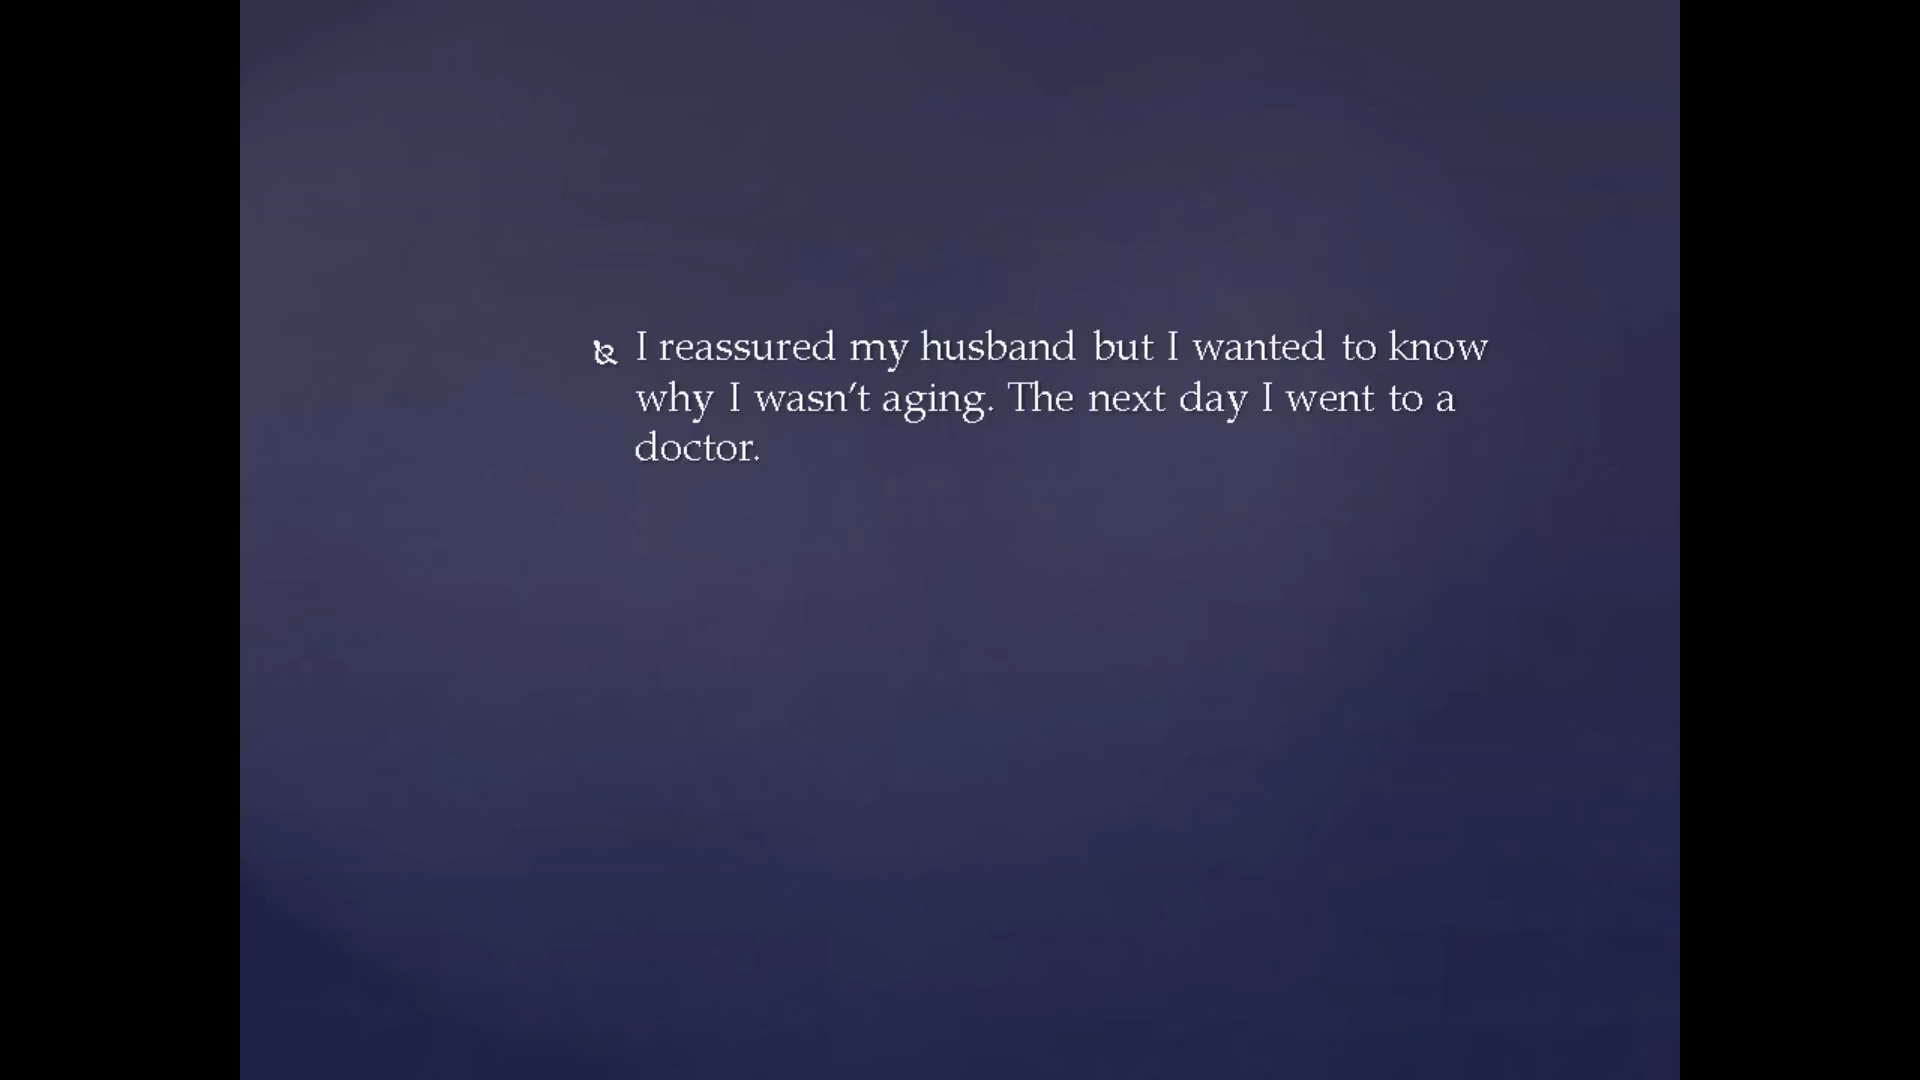 I reassured my husband but I wanted to know
why I wasn’t aging. The next day I went to a
doctor.